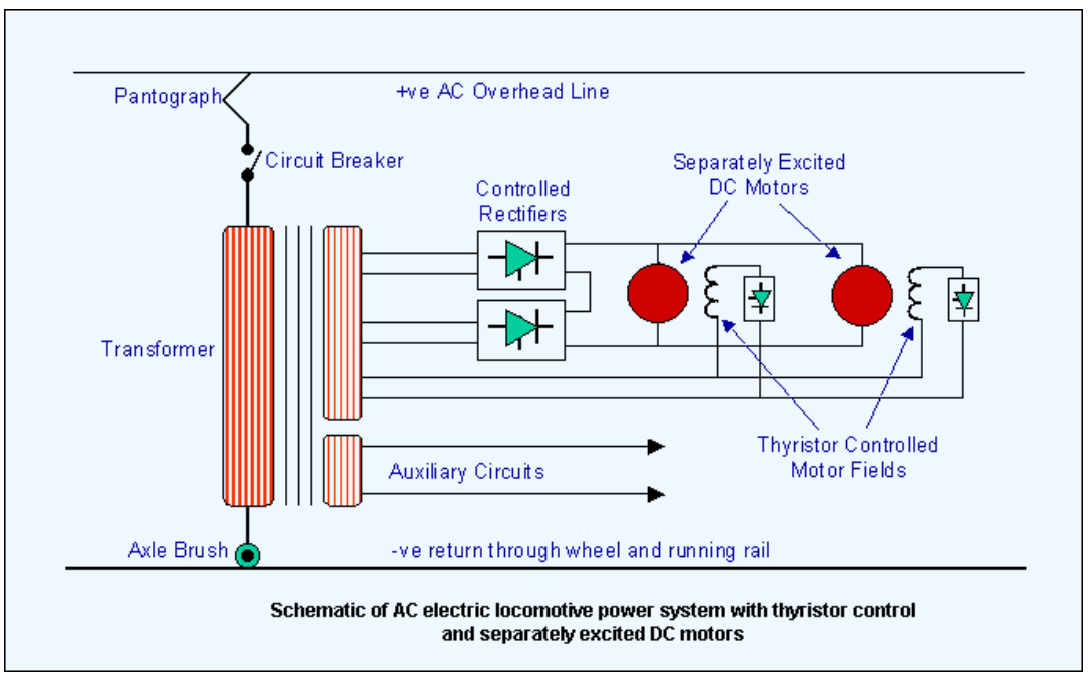 +ve AC Overhead Line
Pantograph
Circuit Breaker
Separately Excited
DC Motors
Controlled
Rectifiers
Transformer
Thyristor Controlled
Motor Fields
Auxiliary Circuits
Axle Brush
-ve return through wheel and running rail
Schematic of AC electric locomotive power system with thyristor control
and separately excited DC motors